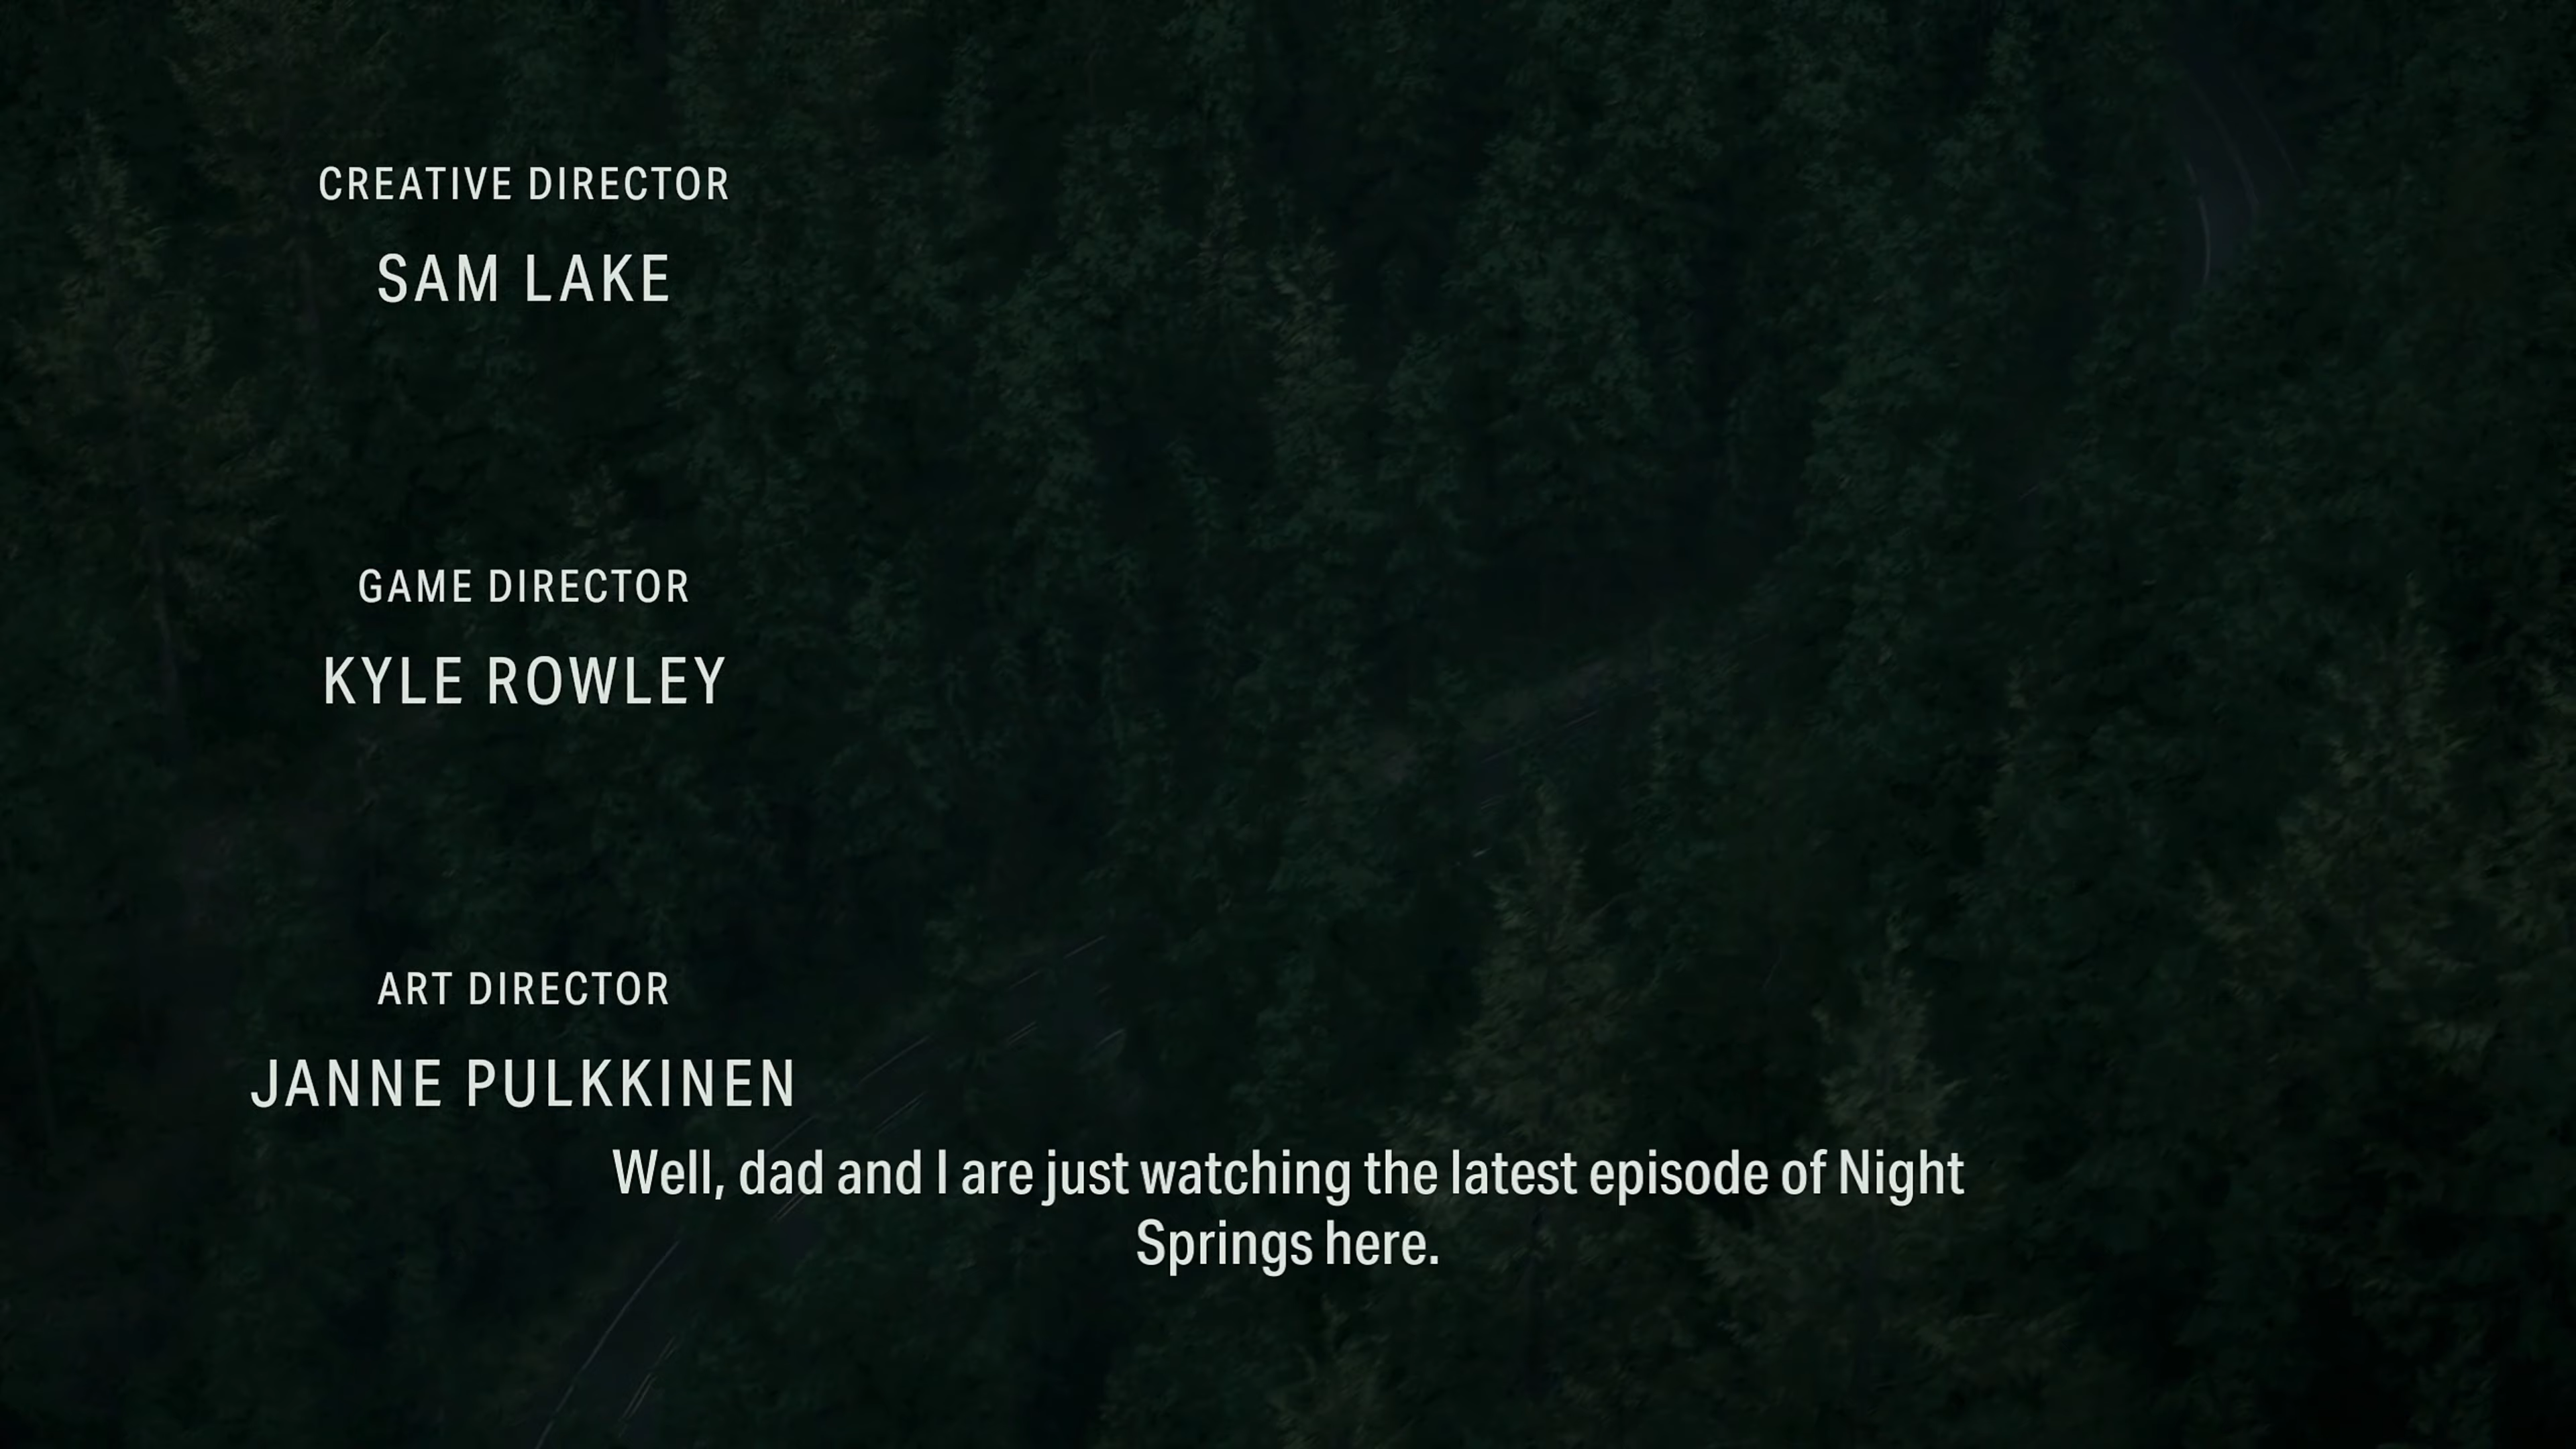 CREATIVE DIRECTOR
SAM LAKE
GAME DIRECTOR
KYLE ROWLEY
ART DIRECTOR
JANNE PULKKINEN
Well, dad and I are just watching the latest episode of Night
Springs here.